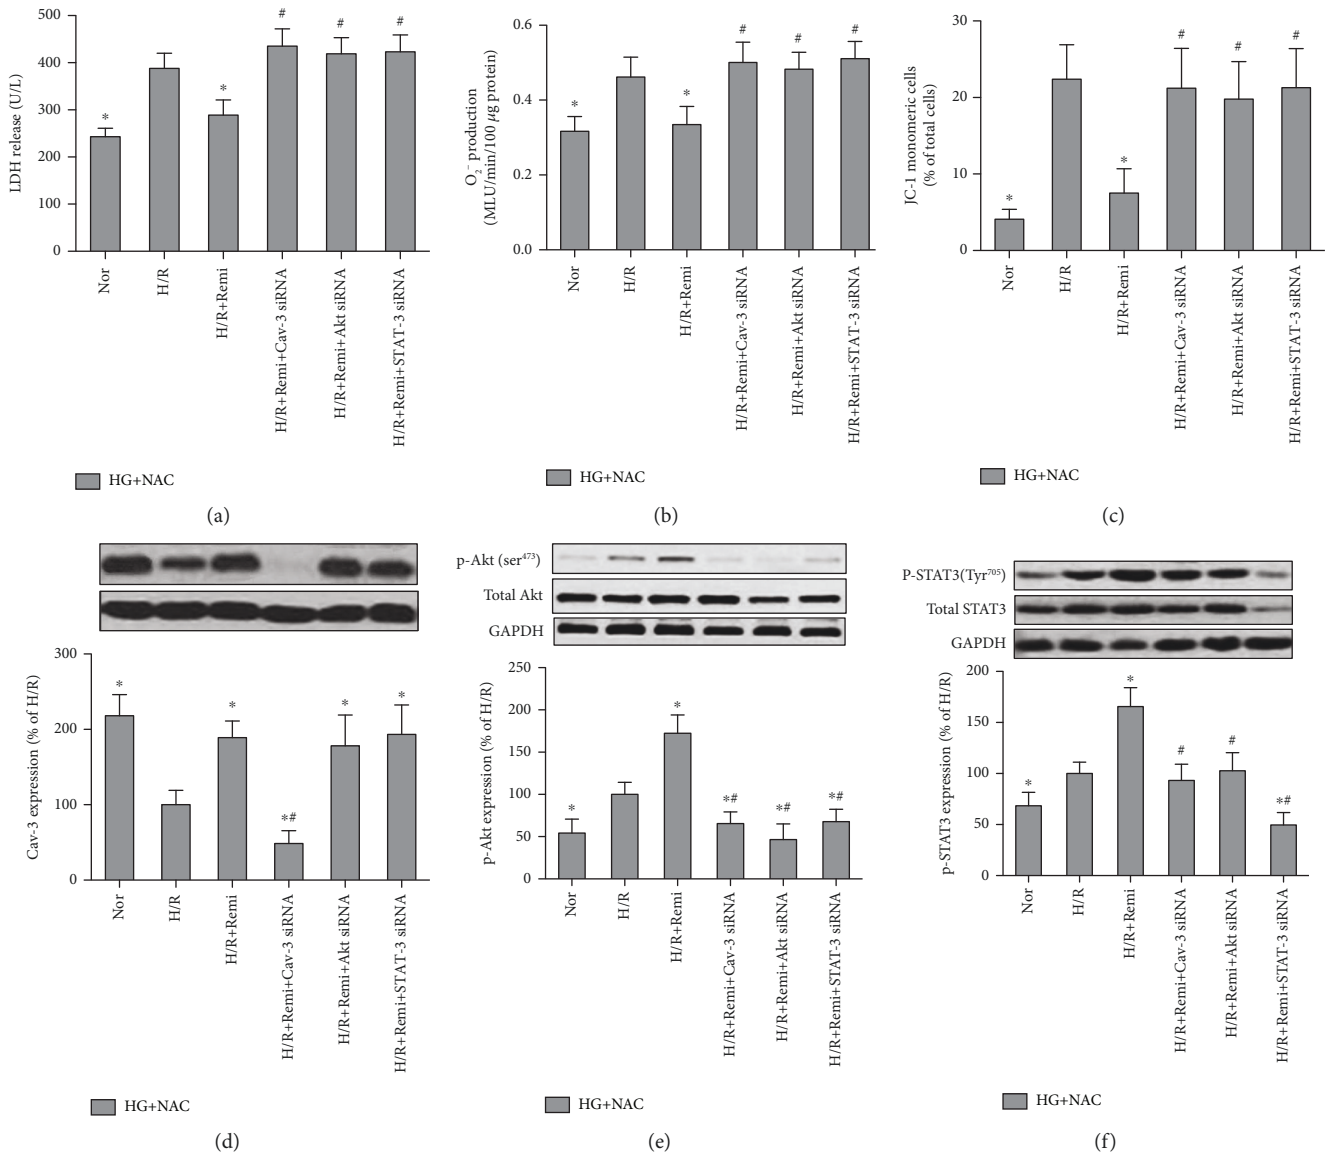 LDH release (U/L)
500
400
300
200
100
0
*
*
#
#
#
Nor
H/R
H/R+Remi
H/R+Remi+Cav-3 siRNA
H/R+Remi+Akt siRNA
H/R+Remi+STAT-3 siRNA
HG+NAC
(a)
O₂⁻ production
(MLU/min/100 μg protein)
0.6
0.4
0.2
0.0
*
*
#
#
#
Nor
H/R
H/R+Remi
H/R+Remi+Cav-3 siRNA
H/R+Remi+Akt siRNA
H/R+Remi+STAT-3 siRNA
HG+NAC
(b)
JC-1 monomeric cells
(% of total cells)
30
20
10
0
*
*
#
#
#
Nor
H/R
H/R+Remi
H/R+Remi+Cav-3 siRNA
H/R+Remi+Akt siRNA
H/R+Remi+STAT-3 siRNA
HG+NAC
(c)
Cav-3 expression (% of H/R)
300
200
100
0
*
*
*#
*
*
Nor
H/R
H/R+Remi
H/R+Remi+Cav-3 siRNA
H/R+Remi+Akt siRNA
H/R+Remi+STAT-3 siRNA
HG+NAC
(d)
p-Akt (ser⁴⁷³)
Total Akt
GAPDH
p-Akt expression (% of H/R)
250
200
150
100
50
0
*
*
*#
*#
*#
Nor
H/R
H/R+Remi
H/R+Remi+Cav-3 siRNA
H/R+Remi+Akt siRNA
H/R+Remi+STAT-3 siRNA
HG+NAC
(e)
P-STAT3(Tyr⁷⁰⁵)
Total STAT3
GAPDH
p-STAT3 expression (% of H/R)
200
150
100
50
0
*
*
#
#
*#
Nor
H/R
H/R+Remi
H/R+Remi+Cav-3 siRNA
H/R+Remi+Akt siRNA
H/R+Remi+STAT-3 siRNA
HG+NAC
(f)